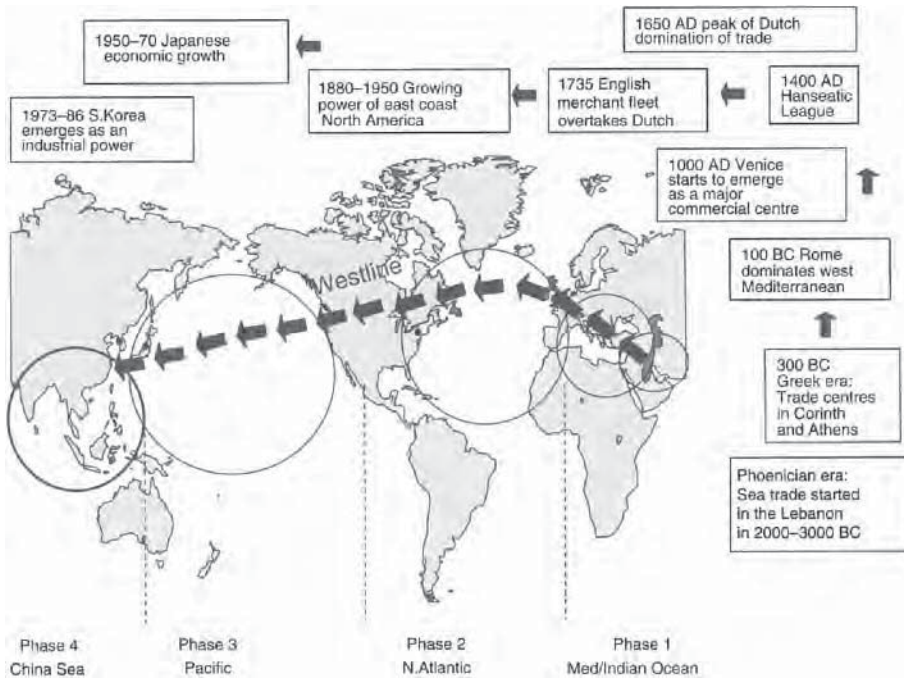 1650 AD peak of Dutch
domination of trade
1950–70 Japanese
economic growth
1880–1950 Growing
power of east coast
North America
1735 English
merchant fleet
overtakes Dutch
1400 AD
Hanseatic
League
1973–86 S.Korea
emerges as an
industrial power
1000 AD Venice
starts to emerge
as a major
commercial centre
100 BC Rome
dominates west
Mediterranean
Westline
300 BC
Greek era:
Trade centres
in Corinth
and Athens
Phoenician era:
Sea trade started
in the Lebanon
in 2000–3000 BC
Phase 4
China Sea
Phase 3
Pacific
Phase 2
N.Atlantic
Phase 1
Med/Indian Ocean